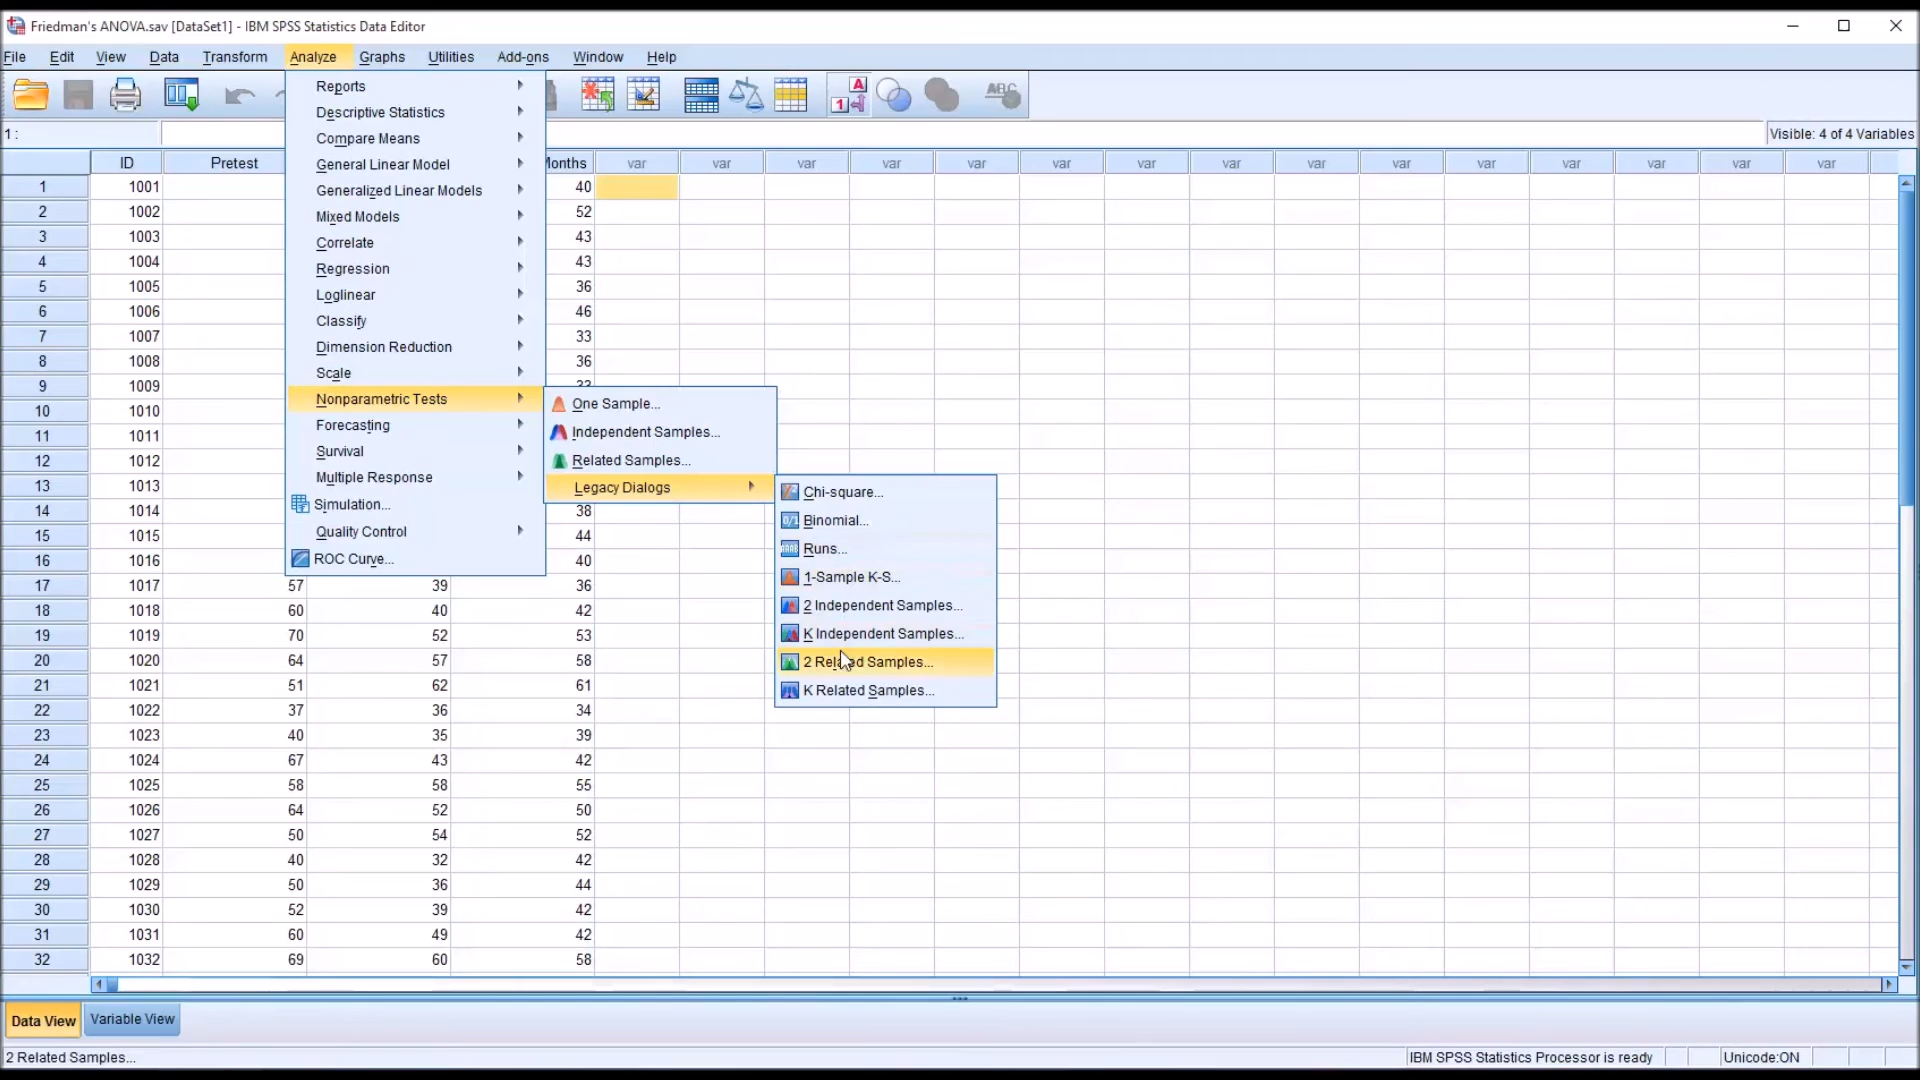 Friedman's ANOVA.sav [DataSet1] - IBM SPSS Statistics Data Editor
File Edit View Data Transform Analyze Graphs Utilities Add-ons Window Help
1 :
Visible: 4 of 4 Variables
Reports
Descriptive Statistics
Compare Means
General Linear Model
Generalized Linear Models
Mixed Models
Correlate
Regression
Loglinear
Classify
Dimension Reduction
Scale
Nonparametric Tests
Forecasting
Survival
Multiple Response
Simulation...
Quality Control
ROC Curve...
One Sample...
Independent Samples...
Related Samples...
Legacy Dialogs
Chi-square...
Binomial...
Runs...
1-Sample K-S...
2 Independent Samples...
K Independent Samples...
2 Related Samples...
K Related Samples...
ID Pretest Months var var var var var var var var var var var var var var var
1 1001 40
2 1002 52
3 1003 43
4 1004 43
5 1005 36
6 1006 46
7 1007 33
8 1008 36
9 1009 33
10 1010
11 1011
12 1012
13 1013
14 1014 38
15 1015 44
16 1016 40
17 1017 57 39 36
18 1018 60 40 42
19 1019 70 52 53
20 1020 64 57 58
21 1021 51 62 61
22 1022 37 36 34
23 1023 40 35 39
24 1024 67 43 42
25 1025 58 58 55
26 1026 64 52 50
27 1027 50 54 52
28 1028 40 32 42
29 1029 50 36 44
30 1030 52 39 42
31 1031 60 49 42
32 1032 69 60 58
Data View Variable View
2 Related Samples... IBM SPSS Statistics Processor is ready Unicode:ON